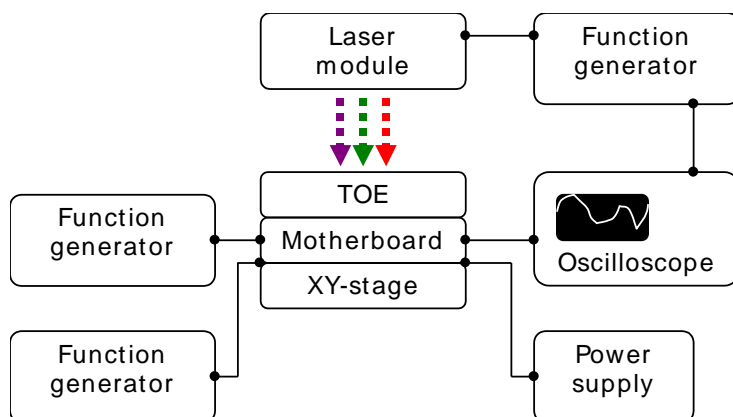 Laser
module
Function
generator
TOE
Function
generator
Motherboard
Oscilloscope
XY-stage
Function
generator
Power
supply